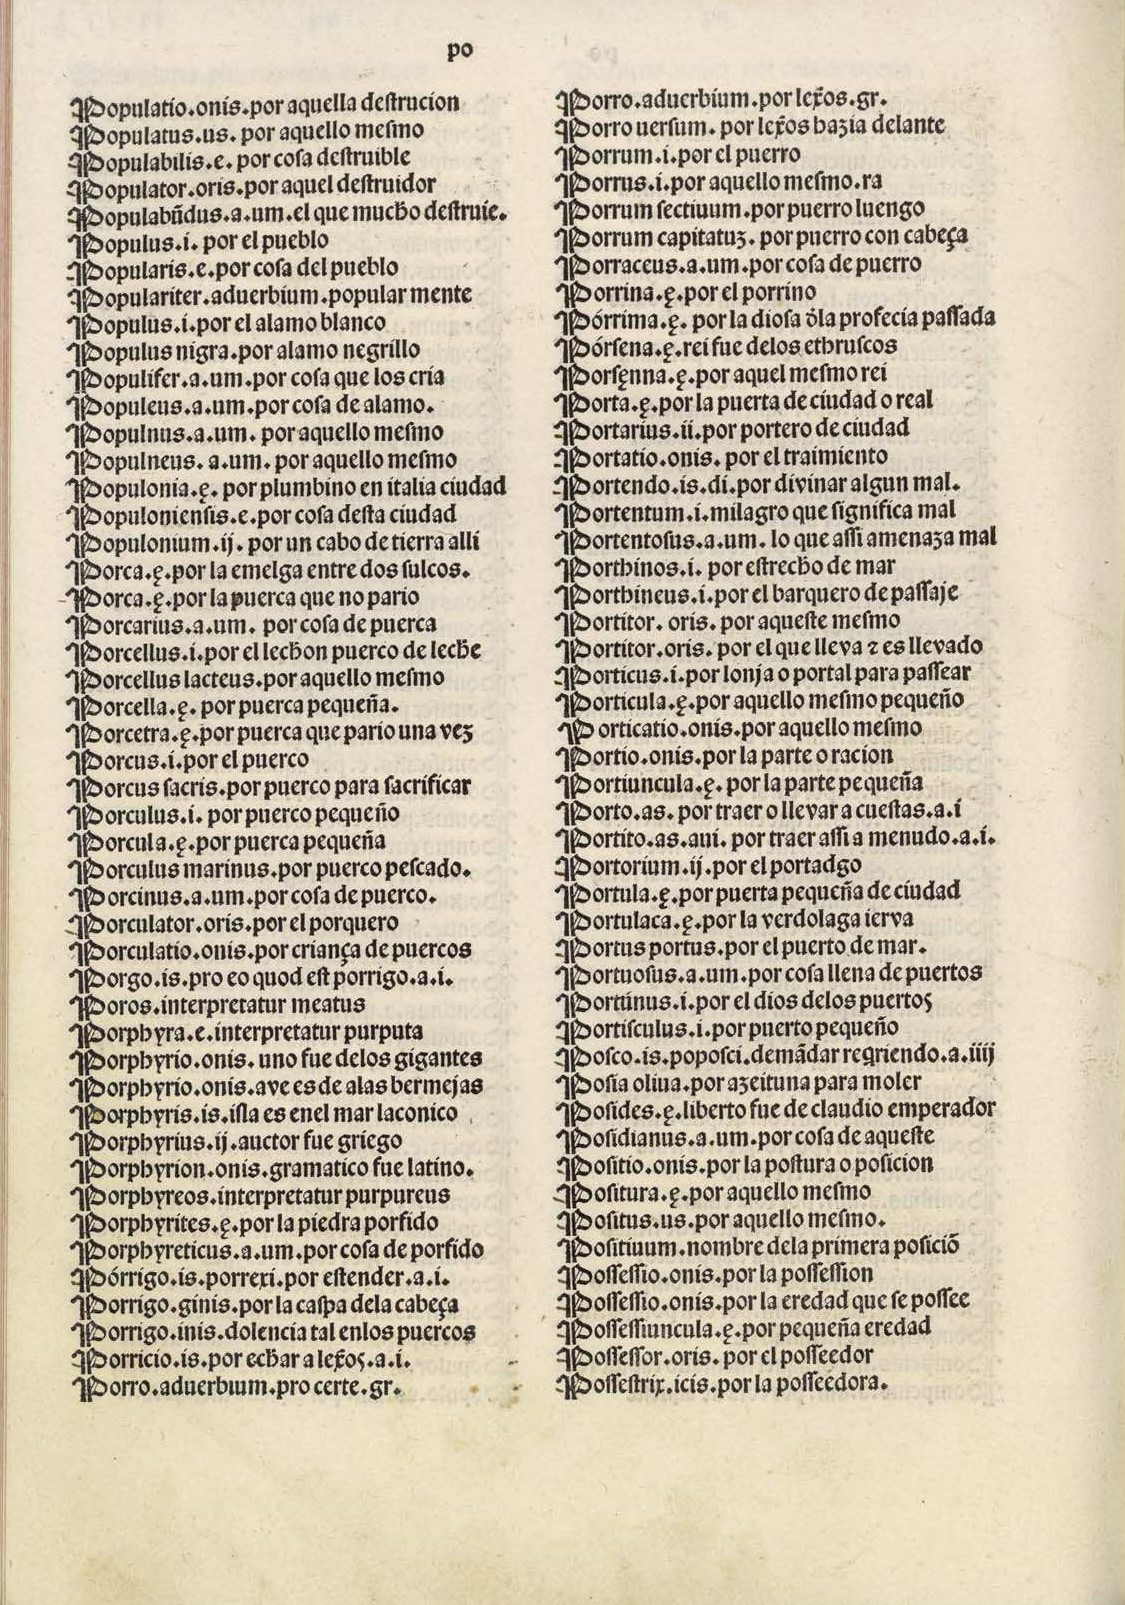 po
¶Populatio.onis.por aquella destrucion
¶Populatus.us. por aquello mesmo
¶Populabilis.e. por cosa destruible
¶Populator.oris.por aquel destruidor
¶Populabūdus.a.um.el que mucho destruie.
¶Populus.i. por el pueblo
¶Popularis.e.por cosa del pueblo
¶Populariter.aduerbium.popular mente
¶Populus.i.por el alamo blanco
¶Populus nigra.por alamo negrillo
¶Populifer.a.um.por cosa que los cria
¶Populeus.a.um.por cosa de alamo.
¶Populnus.a.um. por aquello mesmo
¶Populneus. a.um. por aquello mesmo
¶Populonia.ę. por plumbino en italia ciudad
¶Populoniensis.e.por cosa desta ciudad
¶Populonium.ij. por un cabo de tierra alli
¶Porca.ę.por la emelga entre dos sulcos.
¶Porca.ę.por la puerca que no pario
¶Porcarius.a.um. por cosa de puerca
¶Porcellus.i.por el lechon puerco de leche
¶Porcellus lacteus.por aquello mesmo
¶Porcella.ę. por puerca pequeña.
¶Porcetra.ę.por puerca que pario una vez
¶Porcus.i.por el puerco
¶Porcus sacris.por puerco para sacrificar
¶Porculus.i. por puerco pequeño
¶Porcula.ę.por puerca pequeña
¶Porculus marinus.por puerco pescado.
¶Porcinus.a.um.por cosa de puerco.
¶Porculator.oris.por el porquero
¶Porculatio.onis.por criança de puercos
¶Porgo.is.pro eo quod est porrigo.a.i.
¶Poros.interpretatur meatus
¶Porphyra.e.interpretatur purputa
¶Porphyrio.onis. uno fue delos gigantes
¶Porphyrio.onis.ave es de alas bermejas
¶Porphyris.is.isla es enel mar laconico
¶Porphyrius.ij.auctor fue griego
¶Porphyrion.onis.gramatico fue latino.
¶Porphyreos.interpretatur purpureus
¶Porphyrites.ę.por la piedra porfido
¶Porphyreticus.a.um.por cosa de porfido
¶Pórrigo.is.porrexi.por estender.a.i.
¶Porrigo.ginis.por la caspa dela cabeça
¶Porrigo.inis.dolencia tal enlos puercos
¶Porricio.is.por echar a lexos.a.i.
¶Porro.aduerbium.pro certe.gr.
¶Porro.aduerbium.por lexos.gr.
¶Porro uersum. por lexos hazia delante
¶Porrum.i.por el puerro
¶Porrus.i.por aquello mesmo.ra
¶Porrum sectiuum.por puerro luengo
¶Porrum capitatuz. por puerro con cabeça
¶Porraceus.a.um.por cosa de puerro
¶Porrina.ę.por el porrino
¶Pórrima.ę. por la diosa ðla profecia passada
¶Pórsena.ę.rei fue delos ethruscos
¶Porsęnna.ę.por aquel mesmo rei
¶Porta.ę.por la puerta de ciudad o real
¶Portarius.ii.por portero de ciudad
¶Portatio.onis. por el traimiento
¶Portendo.is.di.por divinar algun mal.
¶Portentum.i.milagro que significa mal
¶Portentosus.a.um. lo que assi amenaza mal
¶Porthinos.i. por estrecho de mar
¶Porthineus.i.por el barquero de passaje
¶Portitor. oris. por aqueste mesmo
¶Portitor.oris. por el que lleva ⁊ es llevado
¶Porticus.i.por lonja o portal para passear
¶Porticula.ę.por aquello mesmo pequeño
¶Porticatio.onis.por aquello mesmo
¶Portio.onis.por la parte o racion
¶Portiuncula.ę. por la parte pequeña
¶Porto.as. por traer o llevar a cuestas.a.i
¶Portito.as.aui. por traer assi a menudo.a.i.
¶Portorium.ij.por el portadgo
¶Portula.ę.por puerta pequeña de ciudad
¶Portulaca.ę.por la verdolaga ierva
¶Portus portus.por el puerto de mar.
¶Portuosus.a.um.por cosa llena de puertos
¶Portūnus.i.por el dios delos puertos
¶Portisculus.i.por puerto pequeño
¶Posco.is.poposci.demādar reqriendo.a.iiij
¶Posia oliua.por azeituna para moler
¶Posides.ę.liberto fue de claudio emperador
¶Posidianus.a.um.por cosa de aqueste
¶Positio.onis.por la postura o posicion
¶Positura.ę.por aquello mesmo
¶Positus.us.por aquello mesmo.
¶Positiuum.nombre dela primera posiciō
¶Possessio.onis.por la possession
¶Possessio.onis.por la eredad que se possee
¶Possessiuncula.ę.por pequeña eredad
¶Possessor.oris. por el posseedor
¶Possestrix.icis.por la posseedora.